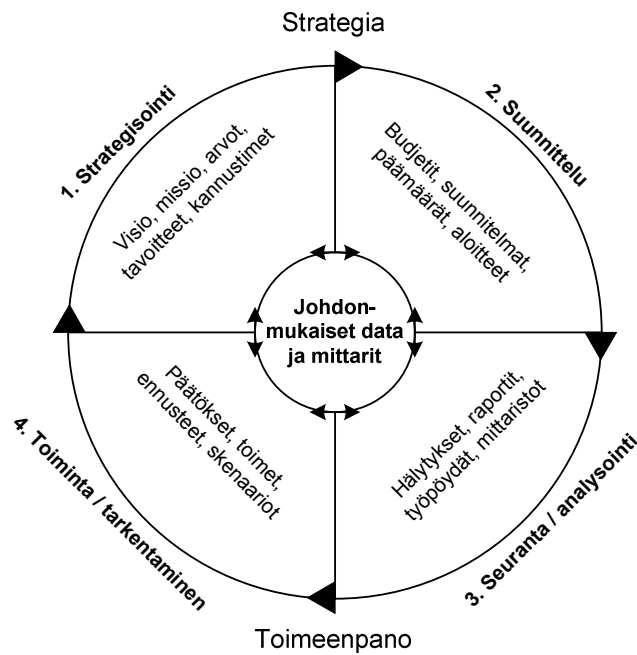 Strategia
1. Strategisointi
Visio, missio, arvot,
tavoitteet, kannustimet
2. Suunnittelu
Budjetit, suunnitelmat,
päämäärät, aloitteet
Johdon-
mukaiset data
ja mittarit
Hälytykset, raportit,
työpöydät, mittaristot
3. Seuranta / analysointi
Päätökset, toimet,
ennusteet, skenaariot
4. Toiminta / tarkentaminen
Toimeenpano